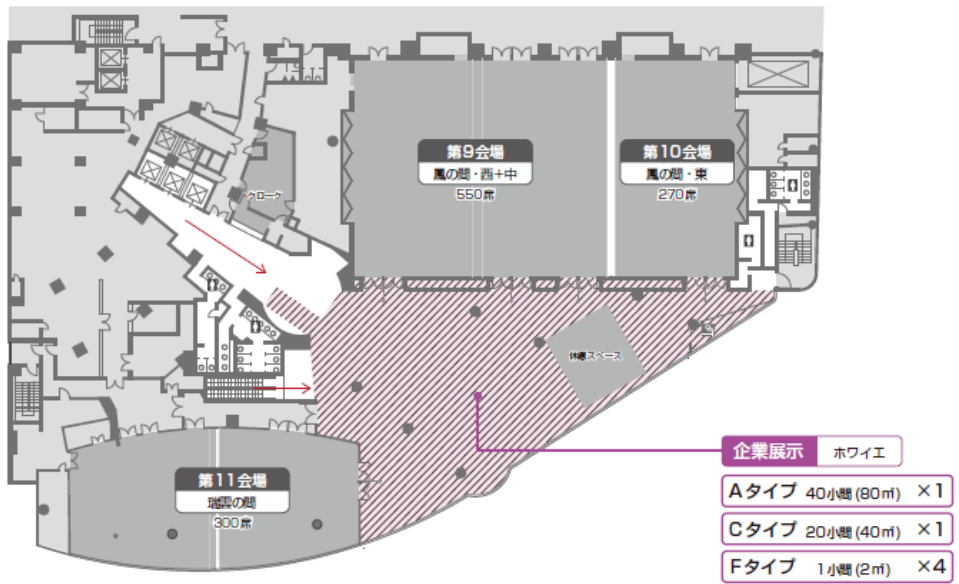 第9会場
鳳の間・西+中
550席
第10会場
鳳の間・東
270席
クローク
休憩スペース
企業展示 ホワイエ
Aタイプ 40小間(80㎡) ×1
Cタイプ 20小間(40㎡) ×1
Fタイプ 1小間(2㎡) ×4
第11会場
瑞雲の間
300席